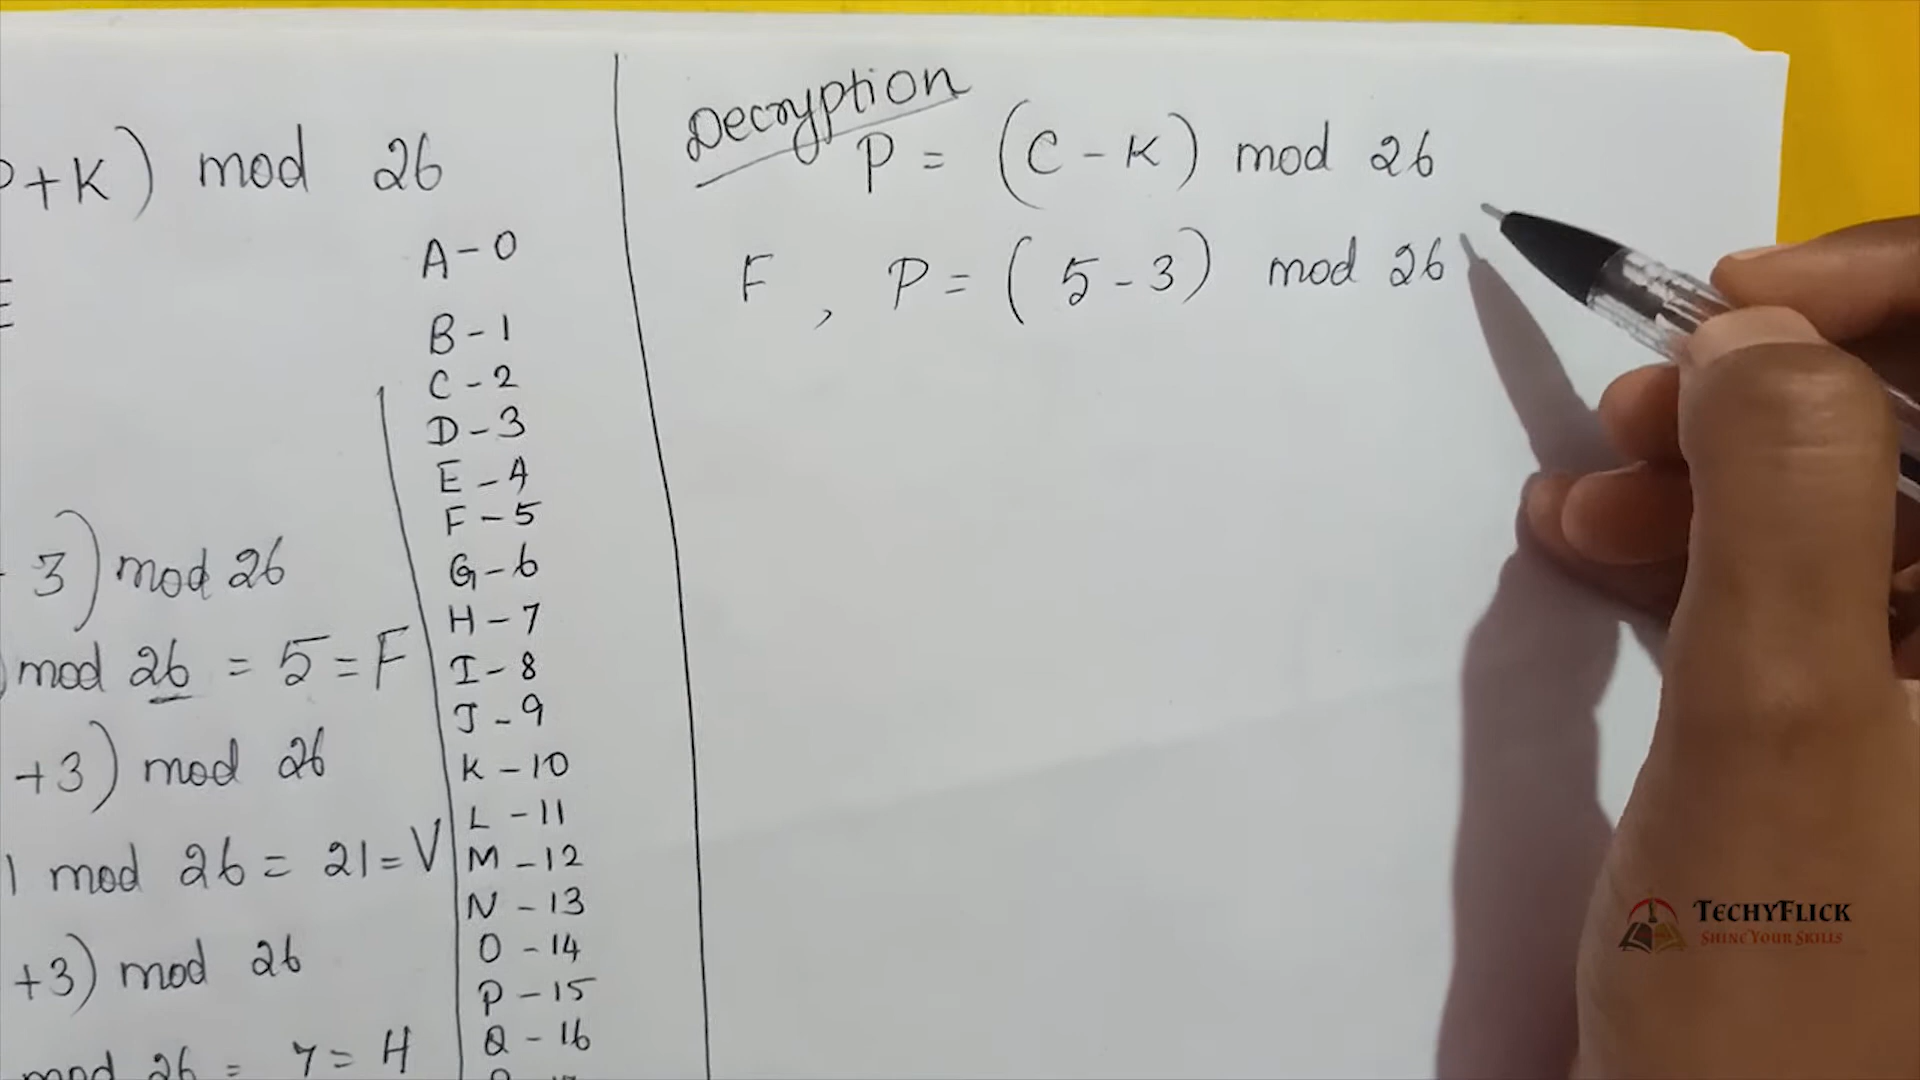 +K) mod 26
3) mod 26
mod 26 = 5 = F
+3) mod 26
1 mod 26 = 21 = V
+3) mod 26
mod 26 = 7 = H
A - 0
B - 1
C - 2
D - 3
E - 4
F - 5
G - 6
H - 7
I - 8
J - 9
K - 10
L - 11
M - 12
N - 13
O - 14
P - 15
Q - 16
Decryption
P = (C - K) mod 26
F, P = (5 - 3) mod 26
TECHYFLICK
SHINE YOUR SKILLS